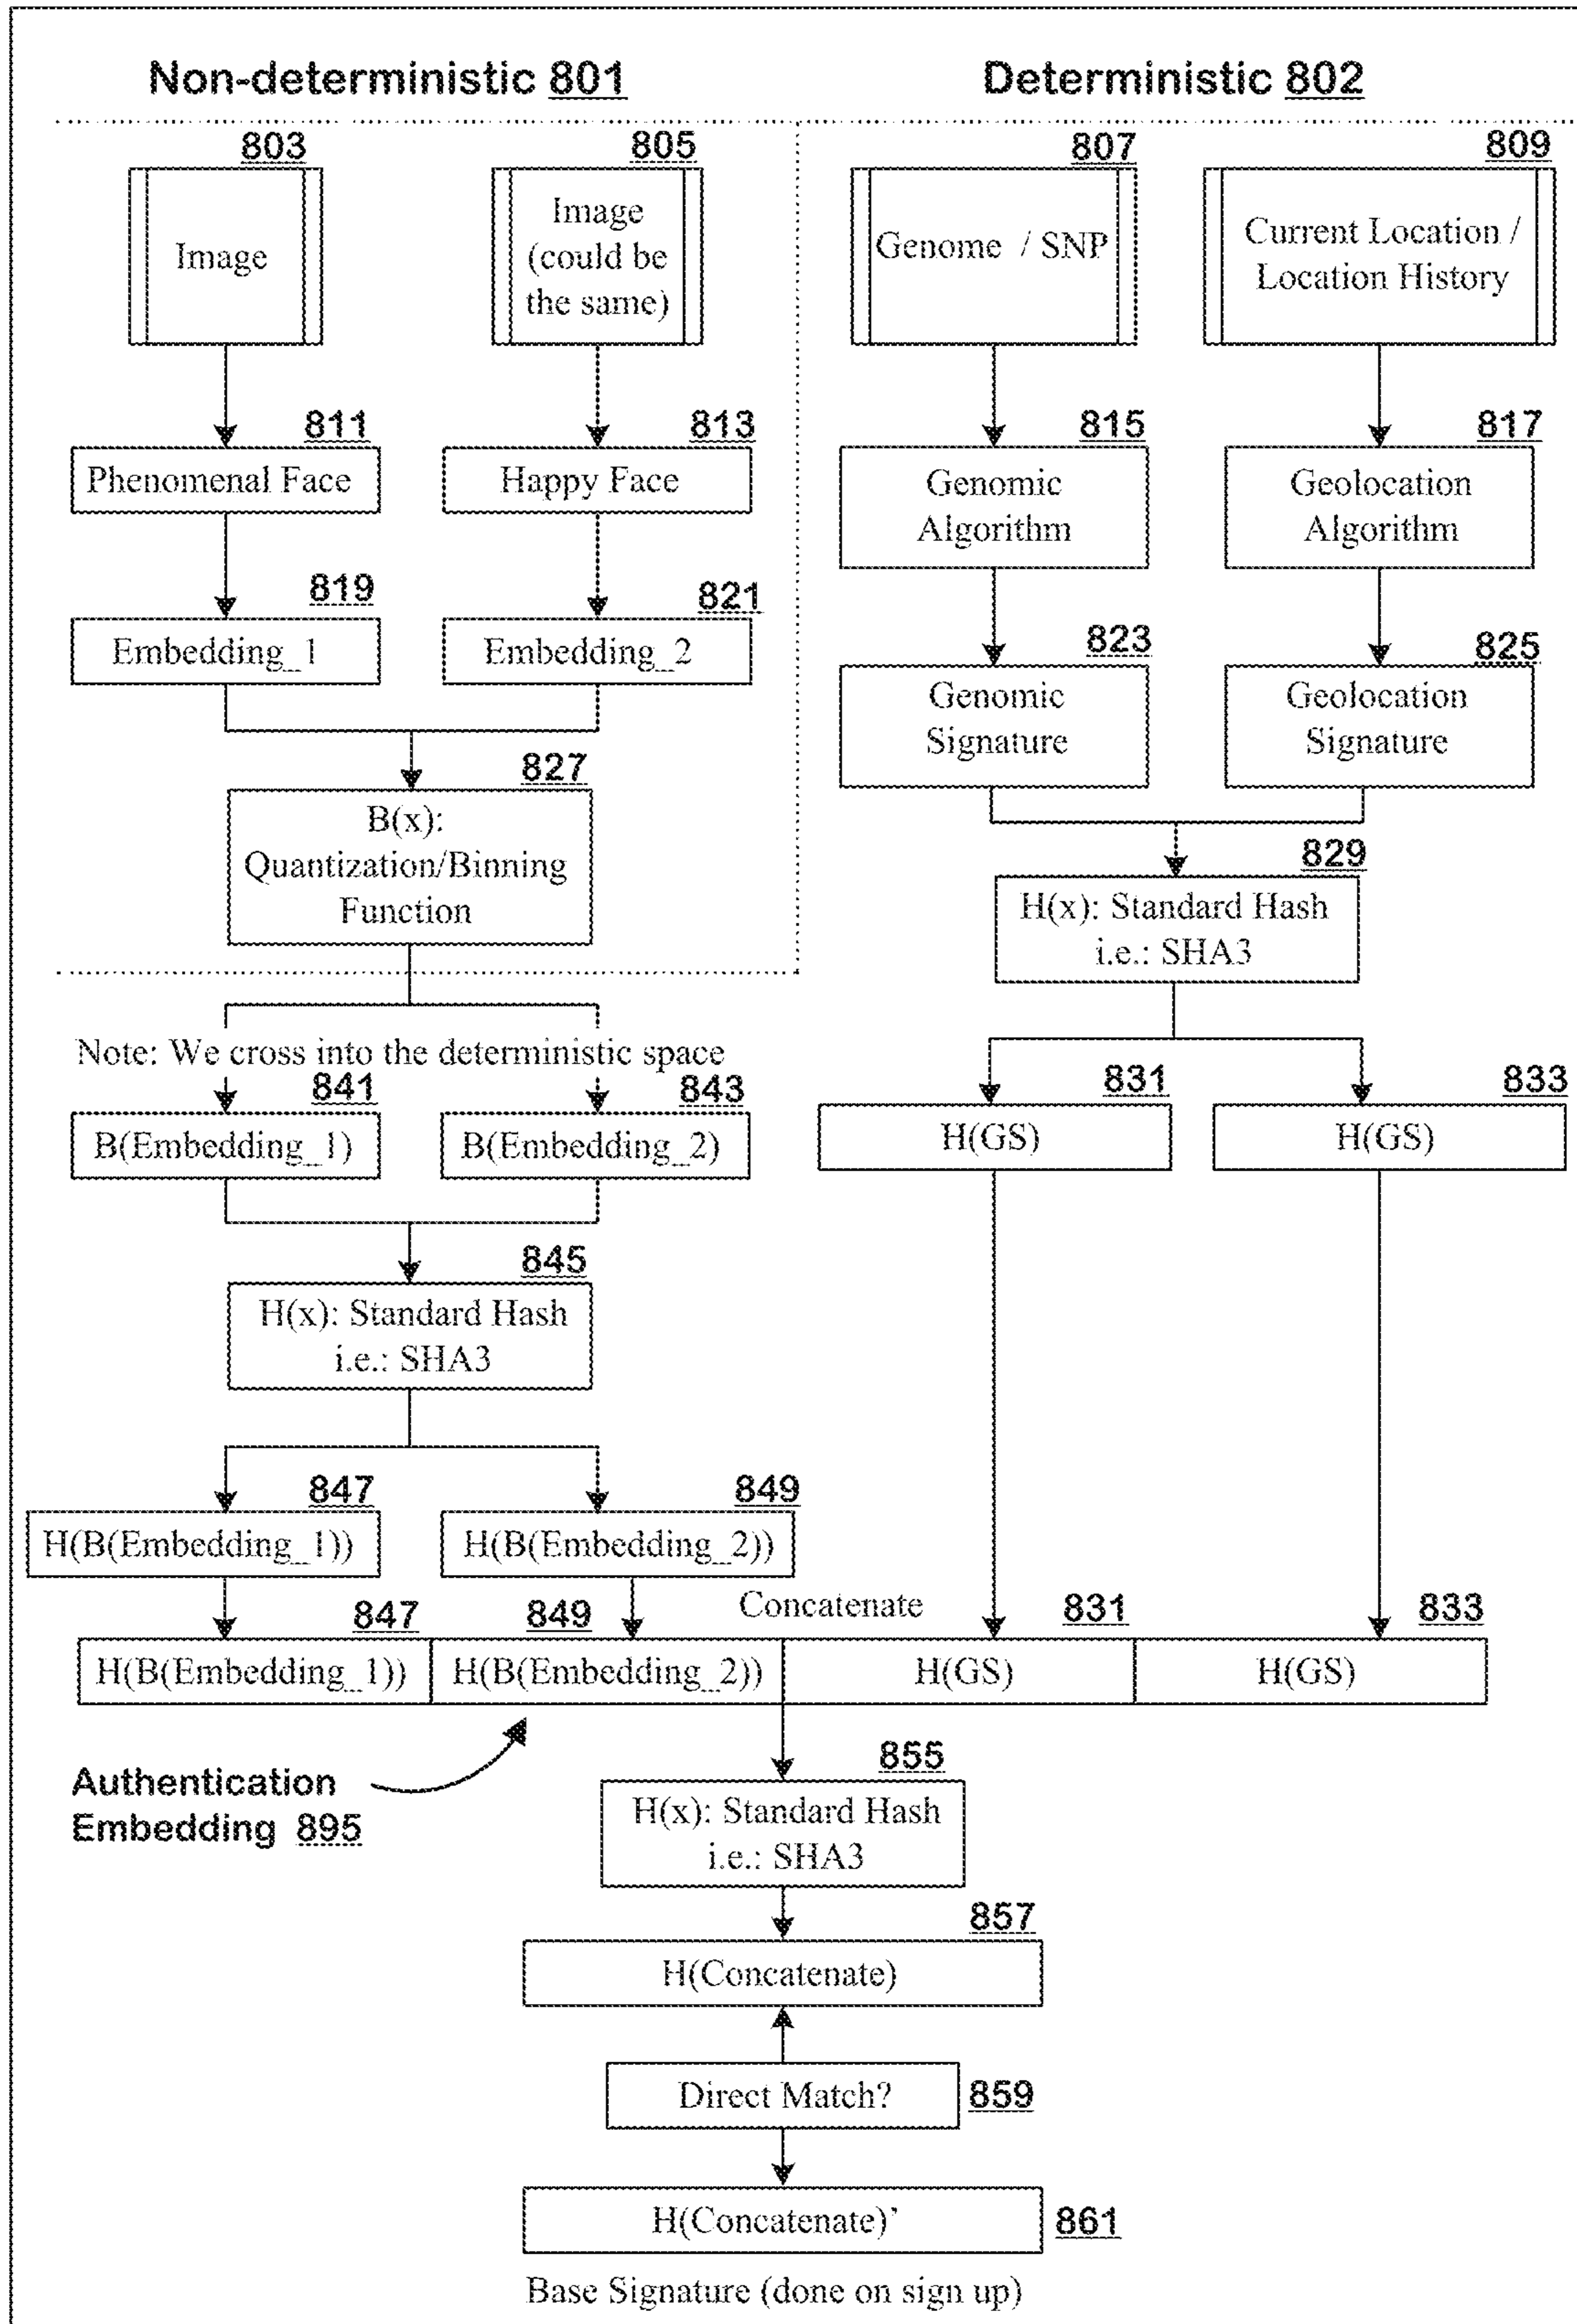 Non-deterministic 801
Deterministic 802
803
805
807
809
Image
Image
(could be
the same)
Genome / SNP
Current Location /
Location History
811
813
815
817
Phenomenal Face
Happy Face
Genomic
Algorithm
Geolocation
Algorithm
819
821
823
825
Embedding_1
Embedding_2
Genomic
Signature
Geolocation
Signature
827
B(x):
Quantization/Binning
Function
829
H(x): Standard Hash
i.e.: SHA3
Note: We cross into the deterministic space
841
843
831
833
B(Embedding_1)
B(Embedding_2)
H(GS)
H(GS)
845
H(x): Standard Hash
i.e.: SHA3
847
849
H(B(Embedding_1))
H(B(Embedding_2))
Concatenate
847
849
831
833
H(B(Embedding_1))
H(B(Embedding_2))
H(GS)
H(GS)
Authentication
Embedding 895
855
H(x): Standard Hash
i.e.: SHA3
857
H(Concatenate)
Direct Match?
859
H(Concatenate)’
861
Base Signature (done on sign up)